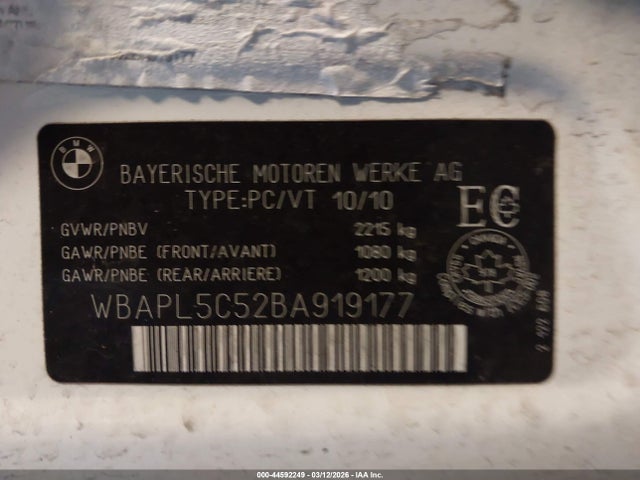 BMW
BAYERISCHE MOTOREN WERKE AG
TYPE:PC/VT 10/10
EC
GVWR/PNBV 2215 kg
GAWR/PNBE (FRONT/AVANT) 1080 kg
GAWR/PNBE (REAR/ARRIERE) 1200 kg
WBAPL5C52BA919177
CANADA
000-44592249 - 03/12/2026 - IAA Inc.